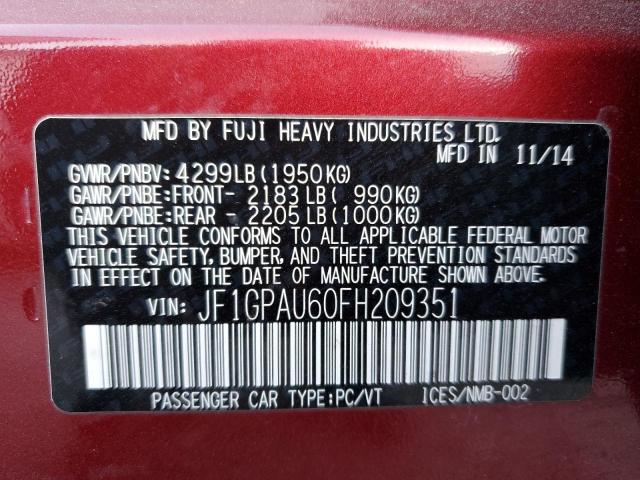 MFD BY FUJI HEAVY INDUSTRIES LTD.
MFD IN 11/14
GVWR/PNBV: 4299LB (1950KG)
GAWR/PNBE:FRONT- 2183 LB ( 990KG)
GAWR/PNBE:REAR - 2205 LB (1000KG)
THIS VEHICLE CONFORMS TO ALL APPLICABLE FEDERAL MOTOR
VEHICLE SAFETY, BUMPER, AND THEFT PREVENTION STANDARDS
IN EFFECT ON THE DATE OF MANUFACTURE SHOWN ABOVE.
VIN: JF1GPAU60FH209351
PASSENGER CAR TYPE:PC/VT 1CES/NMB-002